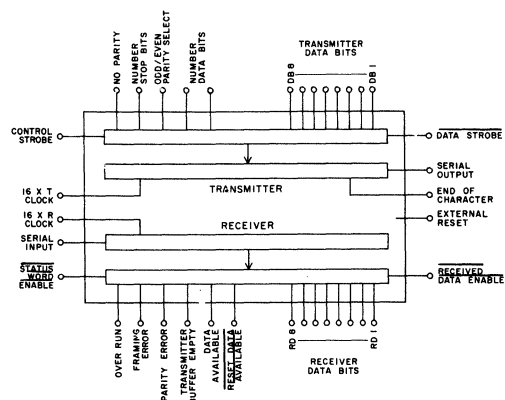 NO PARITY
NUMBER
STOP BITS
ODD/EVEN
PARITY SELECT
NUMBER
DATA BITS
DB 8
TRANSMITTER
DATA BITS
DB 1
CONTROL
STROBE
DATA STROBE
SERIAL
OUTPUT
TRANSMITTER
16 X T
CLOCK
END OF
CHARACTER
16 X R
CLOCK
RECEIVER
EXTERNAL
RESET
SERIAL
INPUT
STATUS
WORD
ENABLE
RECEIVED
DATA ENABLE
OVER RUN
FRAMING
ERROR
PARITY ERROR
TRANSMITTER
BUFFER EMPTY
DATA
AVAILABLE
RESET DATA
AVAILABLE
RD 8
RECEIVER
DATA BITS
RD 1